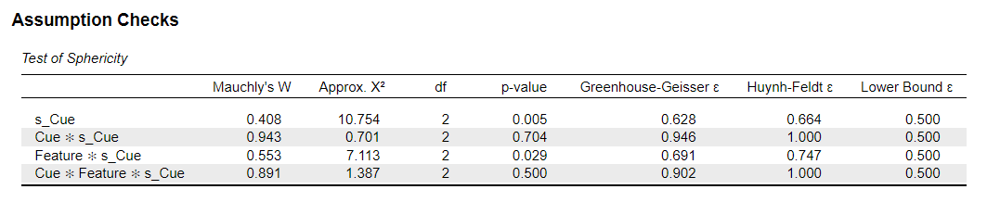 Assumption Checks
Test of Sphericity
Mauchly's W Approx. X² df p-value Greenhouse-Geisser ε Huynh-Feldt ε Lower Bound ε
s_Cue 0.408 10.754 2 0.005 0.628 0.664 0.500
Cue ✻ s_Cue 0.943 0.701 2 0.704 0.946 1.000 0.500
Feature ✻ s_Cue 0.553 7.113 2 0.029 0.691 0.747 0.500
Cue ✻ Feature ✻ s_Cue 0.891 1.387 2 0.500 0.902 1.000 0.500